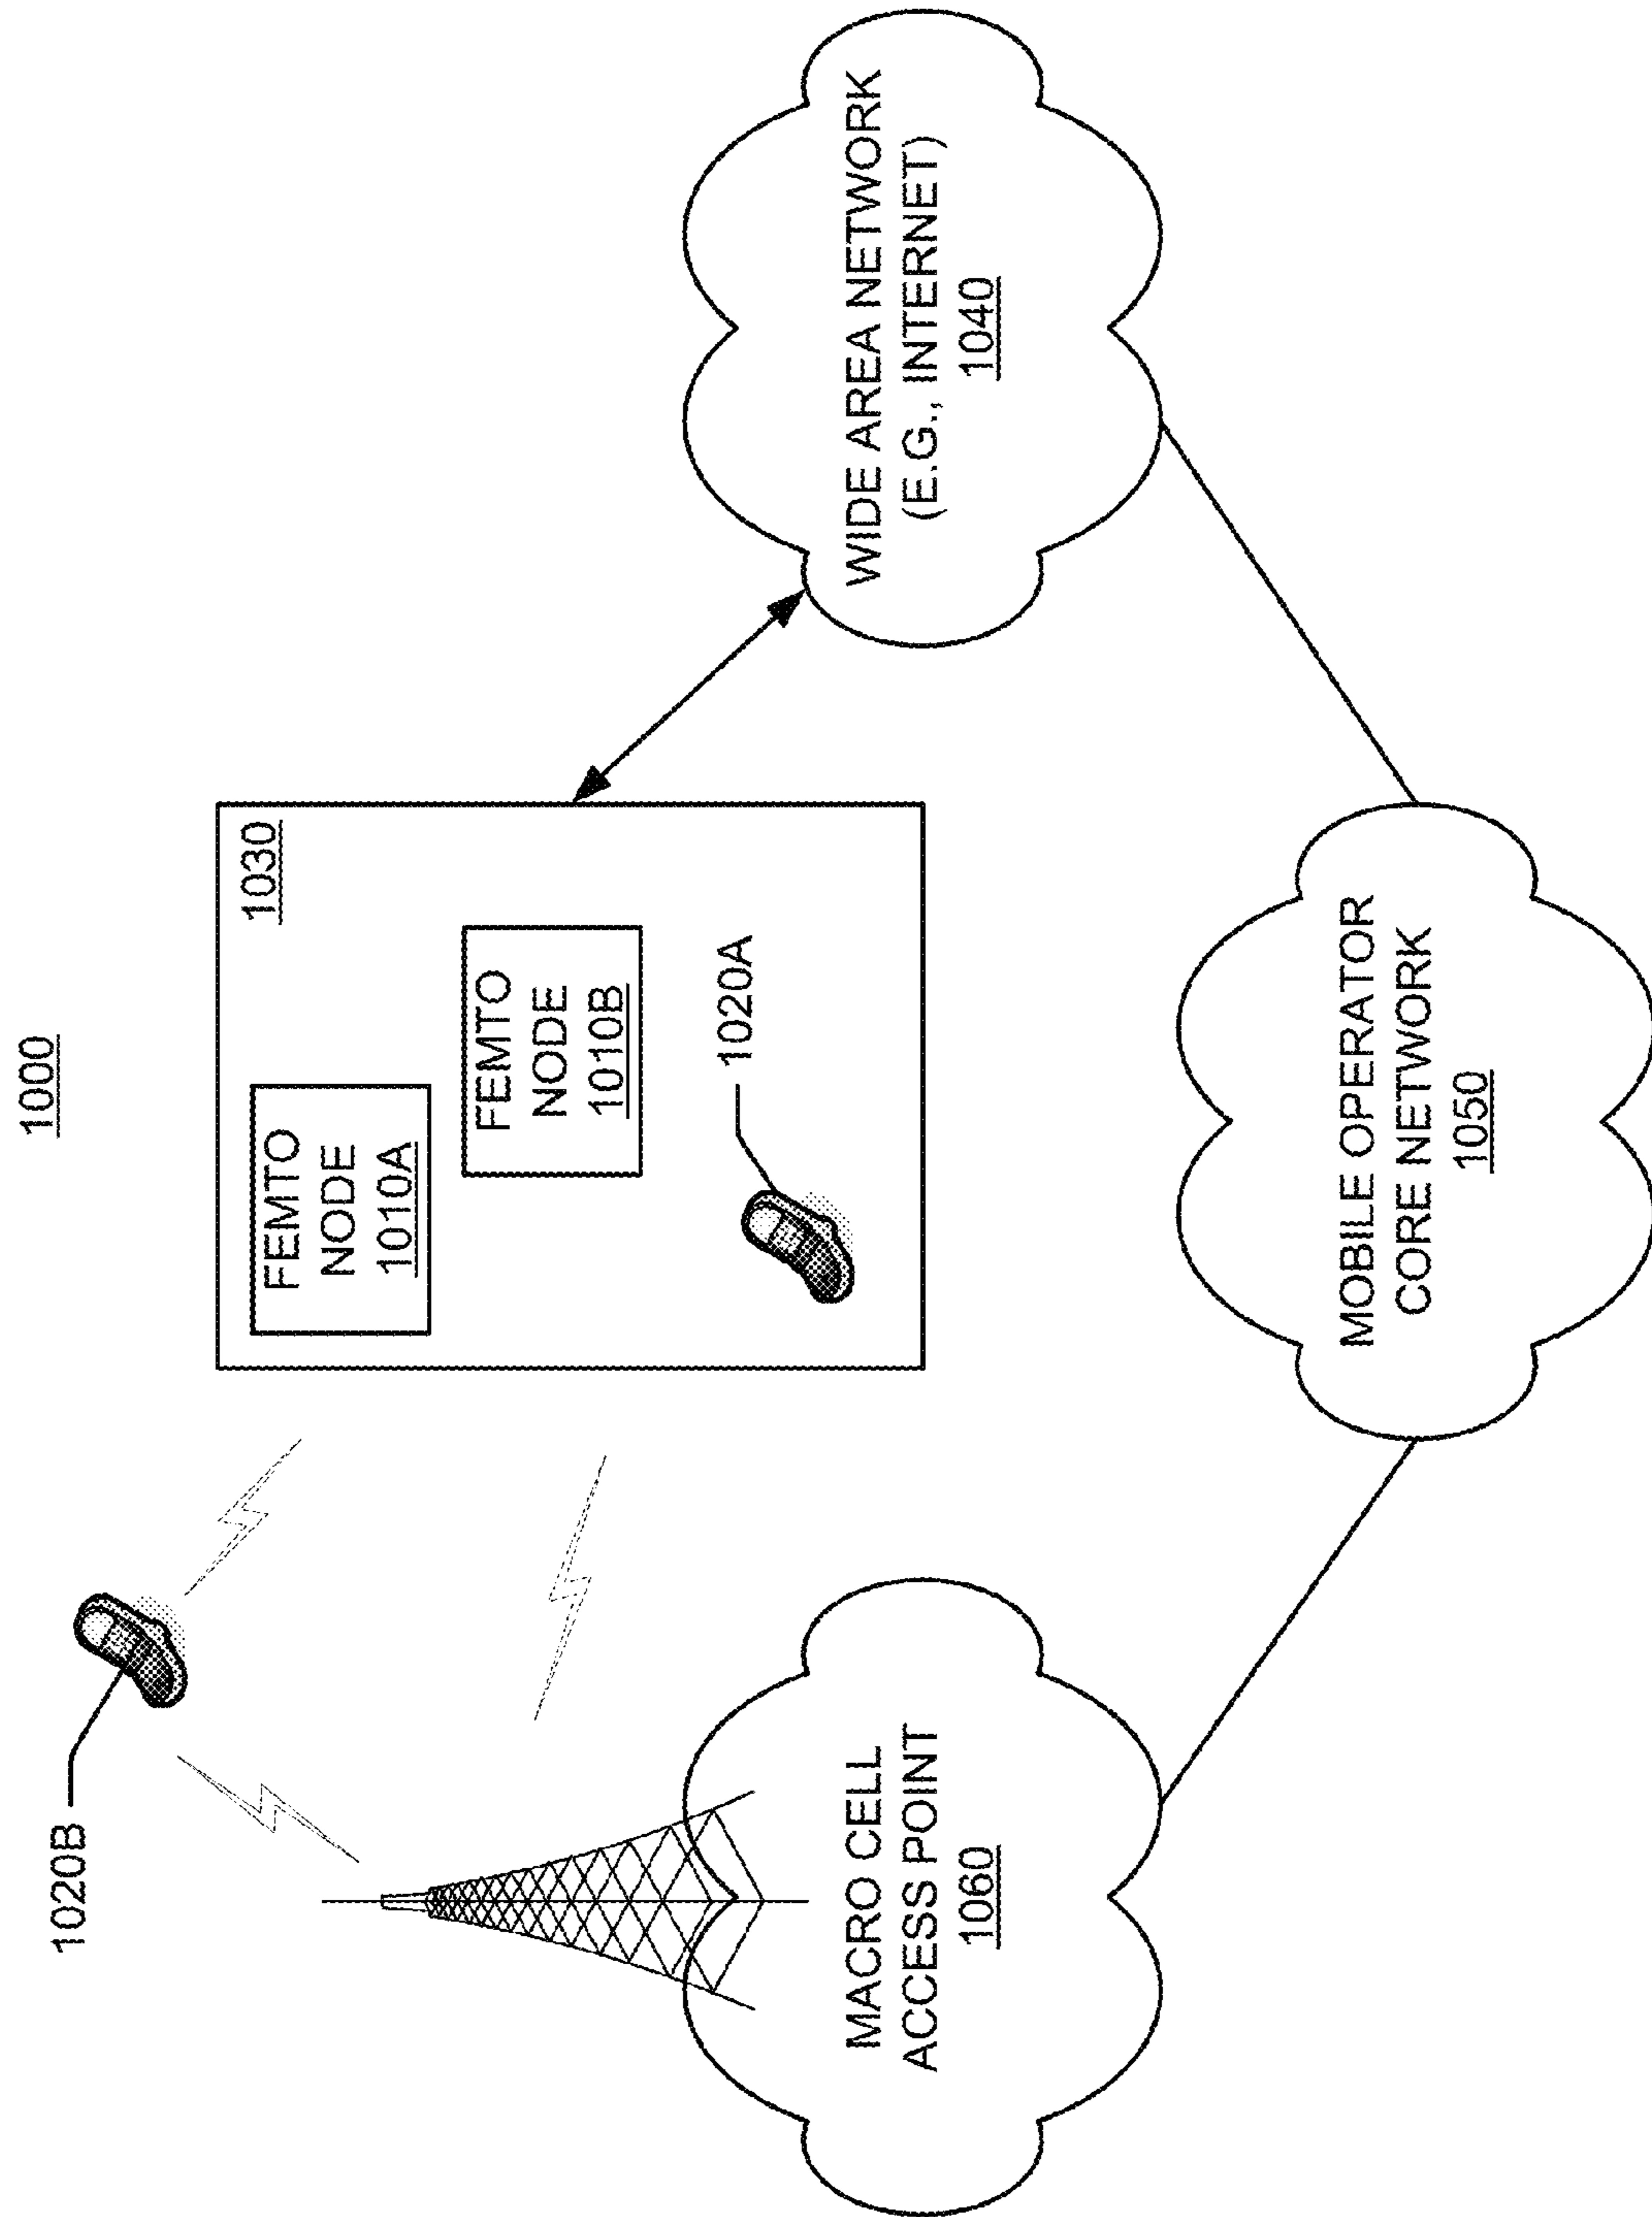 1000
1020B
FEMTO
NODE
1010A
1030
FEMTO
NODE
1010B
1020A
MACRO CELL
ACCESS POINT
1060
WIDE AREA NETWORK
(E.G., INTERNET)
1040
MOBILE OPERATOR
CORE NETWORK
1050